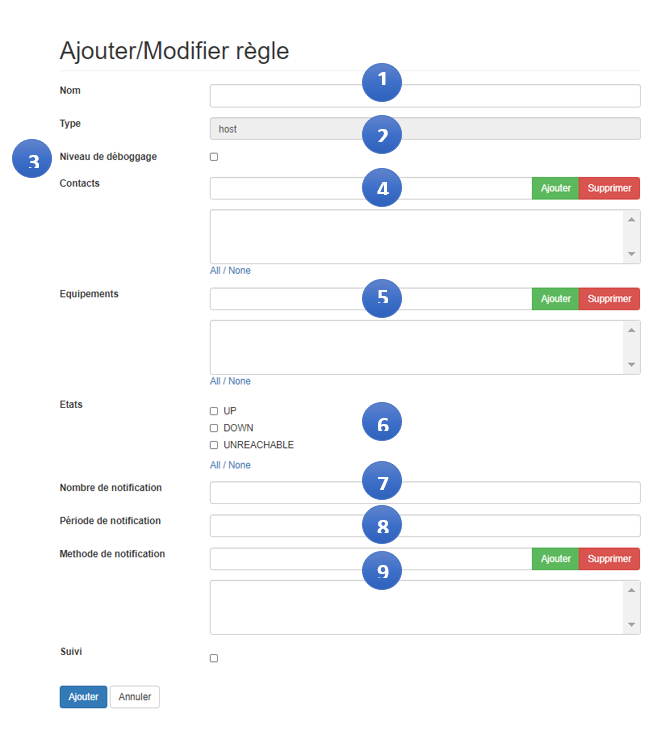 Ajouter/Modifier règle
Nom
1
Type
host
2
3
Niveau de déboggage
Contacts
4
Ajouter
Supprimer
All / None
Equipements
5
Ajouter
Supprimer
All / None
Etats
UP
DOWN
6
UNREACHABLE
All / None
Nombre de notification
7
Période de notification
8
Methode de notification
9
Ajouter
Supprimer
Suivi
Ajouter
Annuler